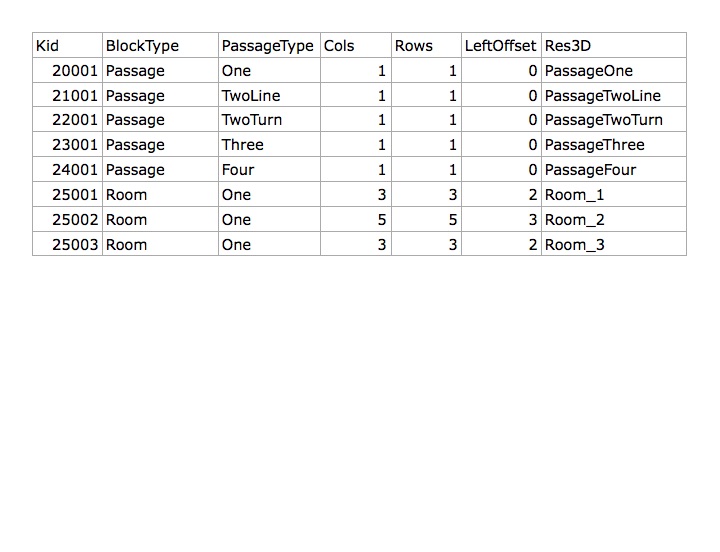 Kid BlockType PassageType Cols Rows LeftOffset Res3D
20001 Passage One 1 1 0 PassageOne
21001 Passage TwoLine 1 1 0 PassageTwoLine
22001 Passage TwoTurn 1 1 0 PassageTwoTurn
23001 Passage Three 1 1 0 PassageThree
24001 Passage Four 1 1 0 PassageFour
25001 Room One 3 3 2 Room_1
25002 Room One 5 5 3 Room_2
25003 Room One 3 3 2 Room_3